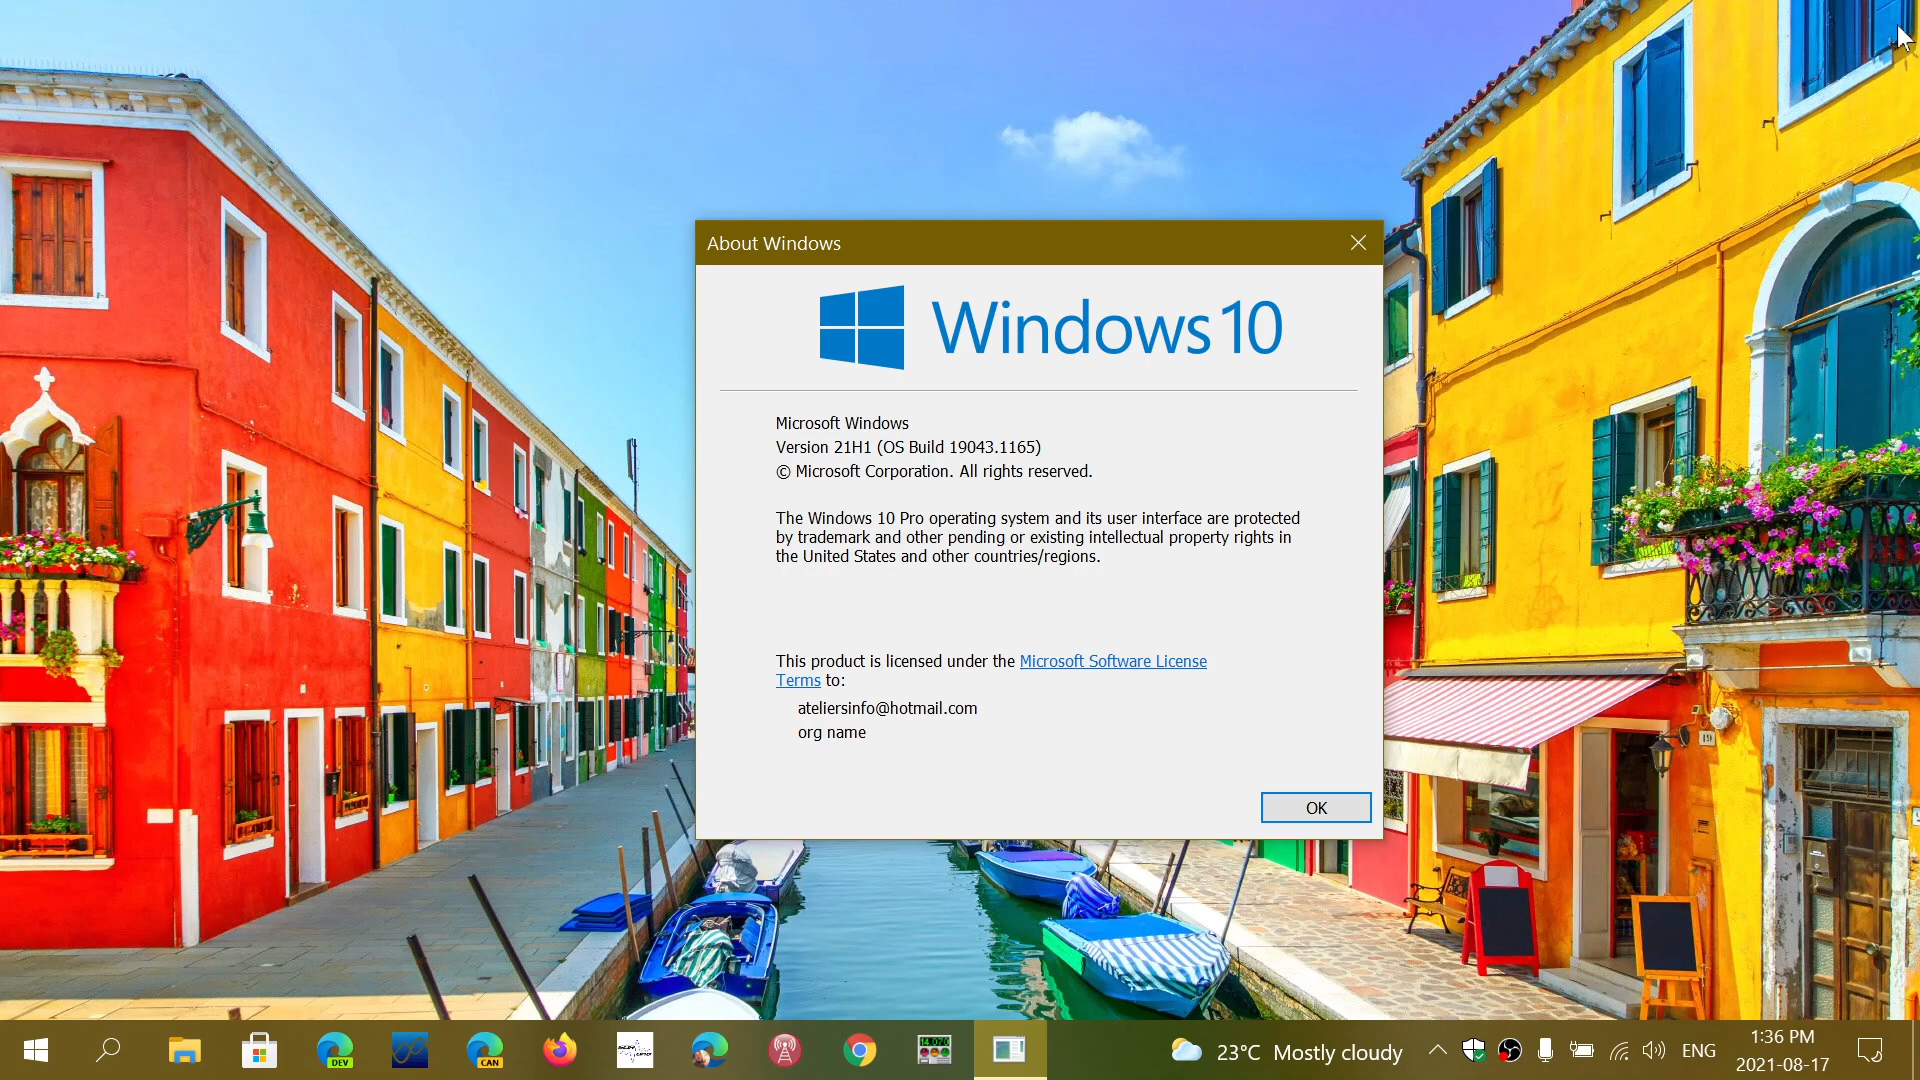 About Windows
Windows 10
Microsoft Windows
Version 21H1 (OS Build 19043.1165)
© Microsoft Corporation. All rights reserved.
The Windows 10 Pro operating system and its user interface are protected
by trademark and other pending or existing intellectual property rights in
the United States and other countries/regions.
This product is licensed under the Microsoft Software License
Terms to:
ateliersinfo@hotmail.com
org name
OK
DEV
CAN
23°C Mostly cloudy
ENG
1:36 PM
2021-08-17